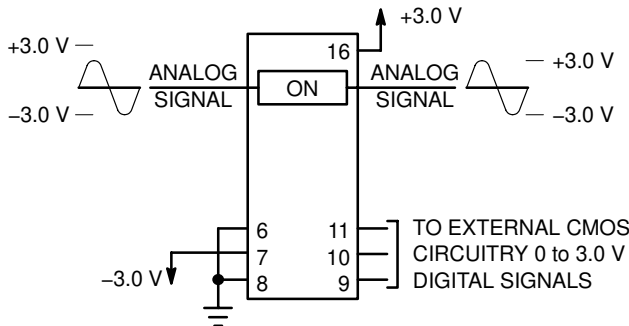 +3.0 V
+3.0 V
16
ANALOG
SIGNAL
ON
ANALOG
SIGNAL
+3.0 V
−3.0 V
−3.0 V
6
11
TO EXTERNAL CMOS
7
10
CIRCUITRY 0 to 3.0 V
−3.0 V
8
9
DIGITAL SIGNALS